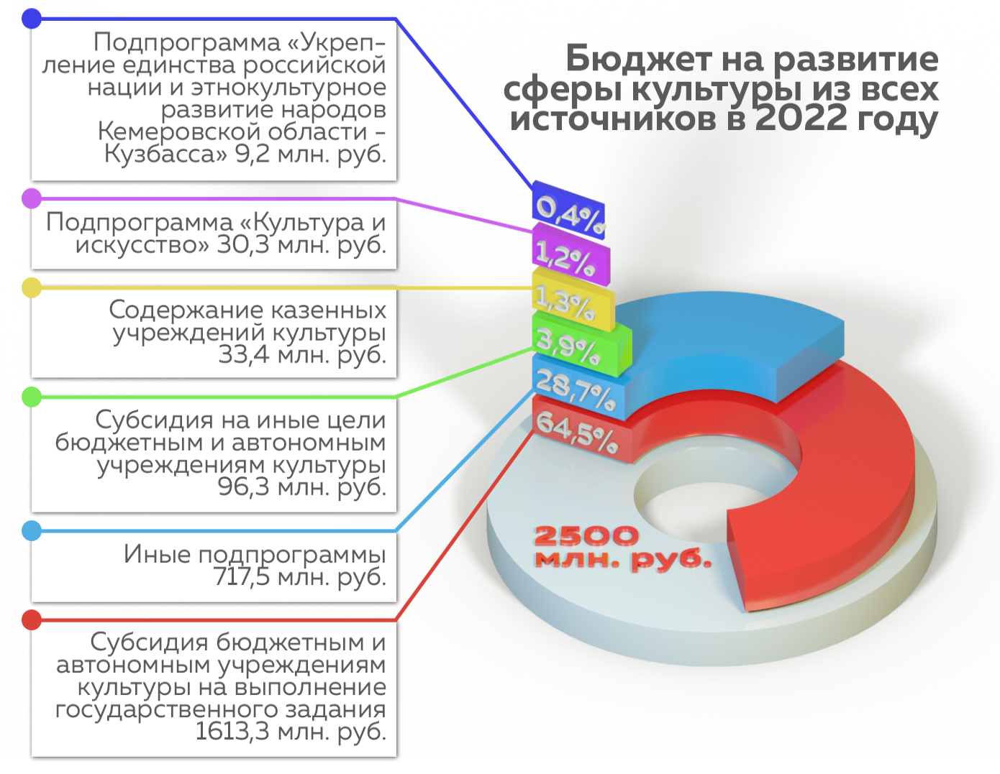 Бюджет на развитие
сферы культуры из всех
источников в 2022 году
Подпрограмма «Укреп-
ление единства российской
нации и этнокультурное
развитие народов
Кемеровской области -
Кузбасса» 9,2 млн. руб.
Подпрограмма «Культура и
искусство» 30,3 млн. руб.
Содержание казенных
учреждений культуры
33,4 млн. руб.
Субсидия на иные цели
бюджетным и автономным
учреждениям культуры
96,3 млн. руб.
Иные подпрограммы
717,5 млн. руб.
Субсидия бюджетным и
автономным учреждениям
культуры на выполнение
государственного задания
1613,3 млн. руб.
0,4%
1,2%
1,3%
3,9%
28,7%
64,5%
2500
млн. руб.